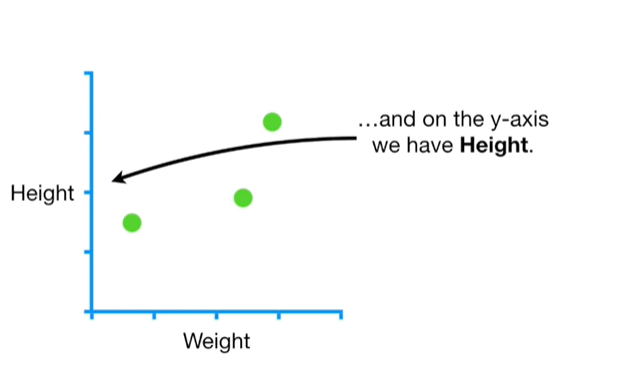 …and on the y-axis
we have Height.
Height
Weight